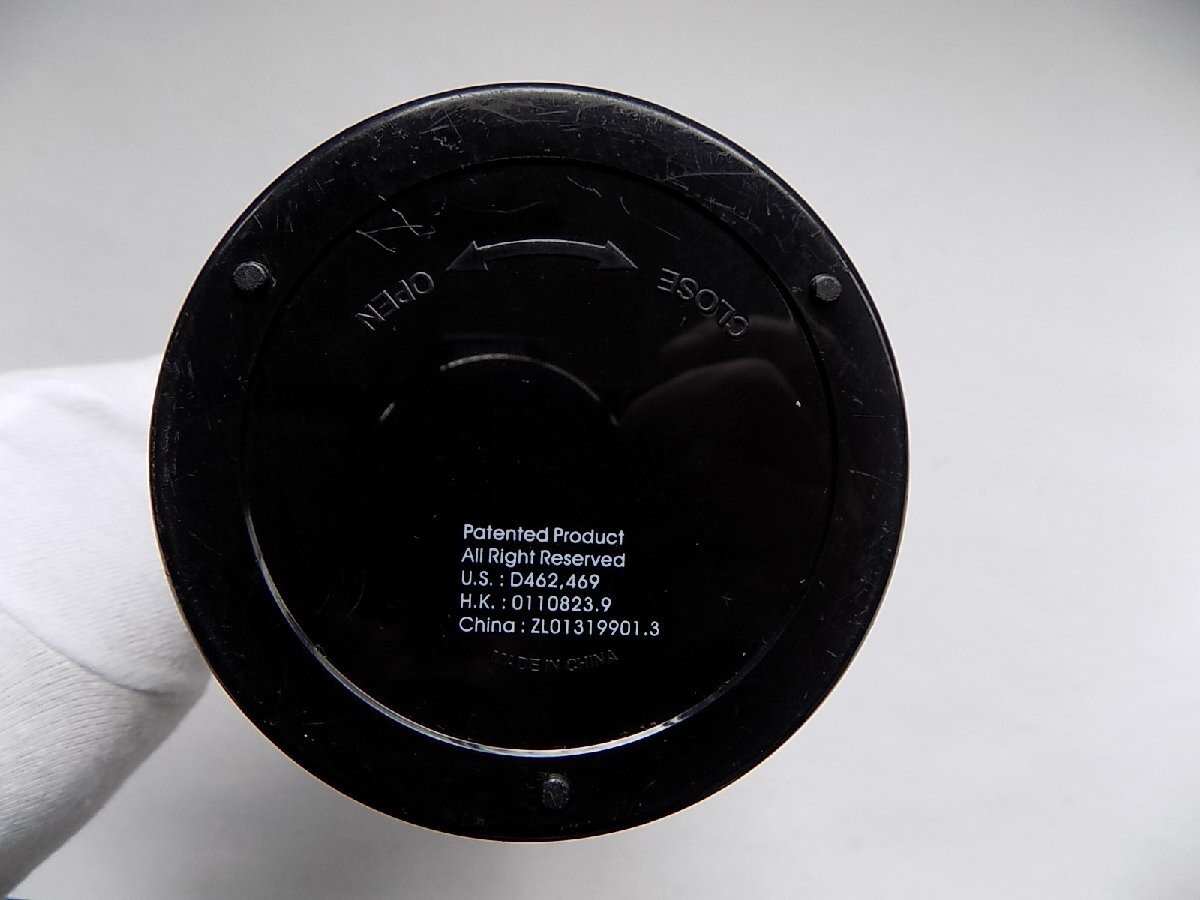 OPEN
CLOSE
Patented Product
All Right Reserved
U.S. : D462,469
H.K. : 0110823.9
China : ZL01319901.3
MADE IN CHINA